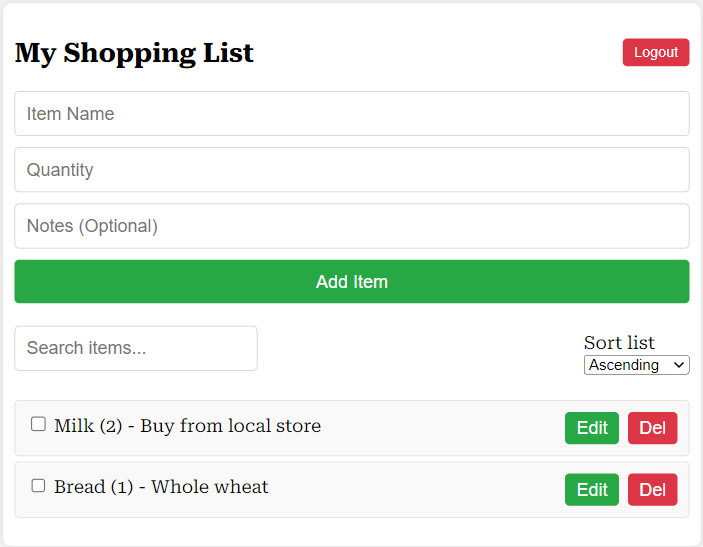 My Shopping List
Logout
Item Name
Quantity
Notes (Optional)
Add Item
Search items...
Sort list
Ascending
Milk (2) - Buy from local store
Edit
Del
Bread (1) - Whole wheat
Edit
Del